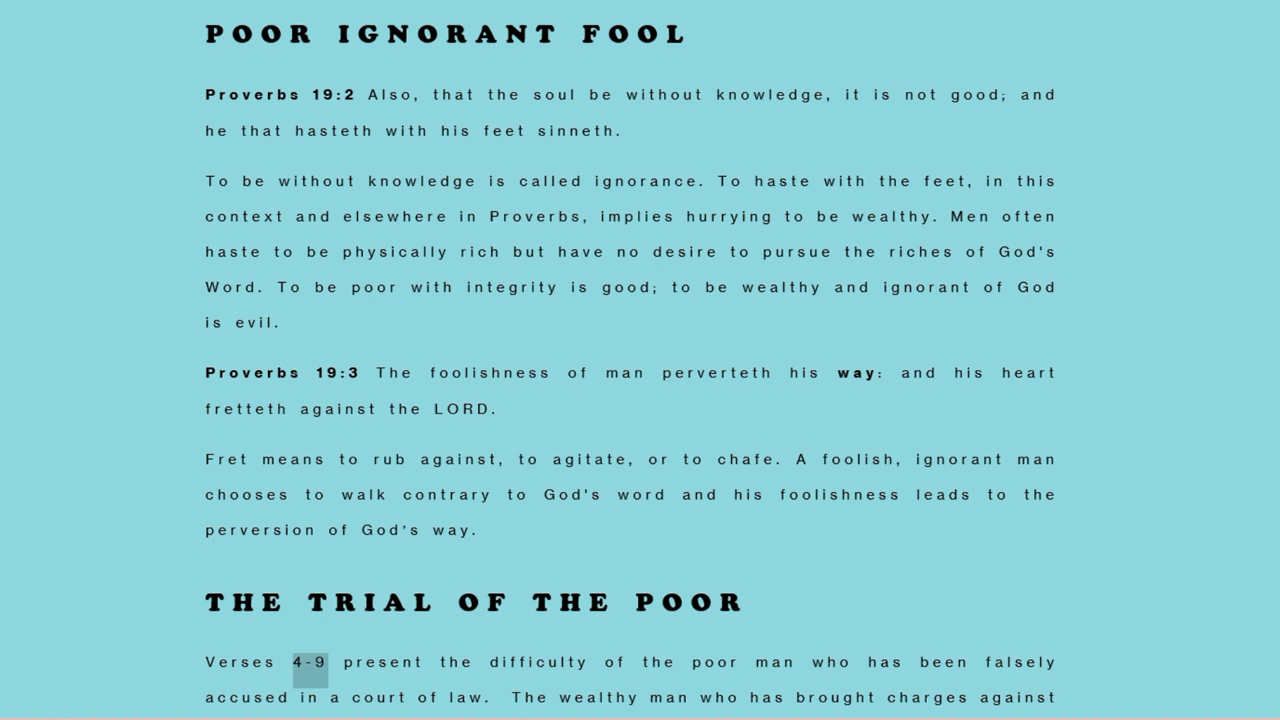 POOR IGNORANT FOOL
Proverbs 19:2 Also, that the soul be without knowledge, it is not good; and
he that hasteth with his feet sinneth.
To be without knowledge is called ignorance. To haste with the feet, in this
context and elsewhere in Proverbs, implies hurrying to be wealthy. Men often
haste to be physically rich but have no desire to pursue the riches of God's
Word. To be poor with integrity is good; to be wealthy and ignorant of God
is evil.
Proverbs 19:3 The foolishness of man perverteth his way: and his heart
fretteth against the LORD.
Fret means to rub against, to agitate, or to chafe. A foolish, ignorant man
chooses to walk contrary to God's word and his foolishness leads to the
perversion of God's way.
THE TRIAL OF THE POOR
Verses 4-9 present the difficulty of the poor man who has been falsely
accused in a court of law. The wealthy man who has brought charges against